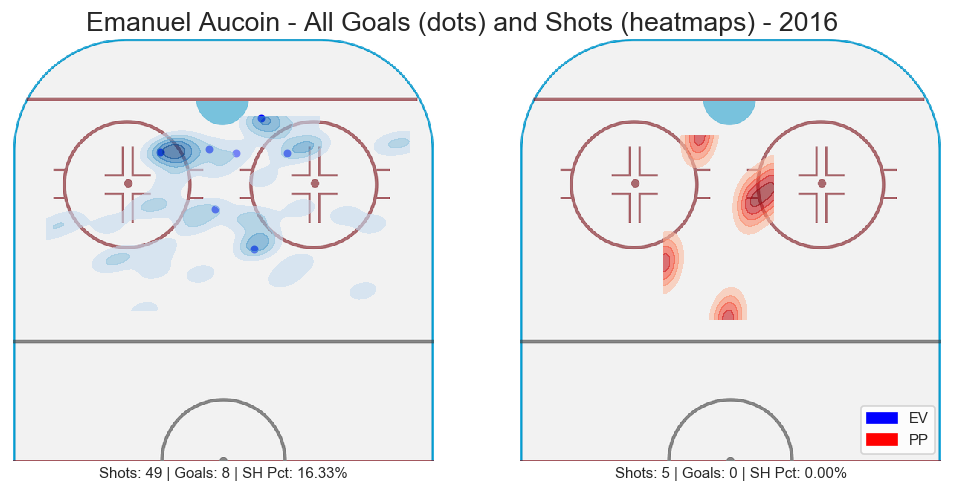 Emanuel Aucoin - All Goals (dots) and Shots (heatmaps) - 2016
EV
PP
Shots: 49 | Goals: 8 | SH Pct: 16.33%
Shots: 5 | Goals: 0 | SH Pct: 0.00%